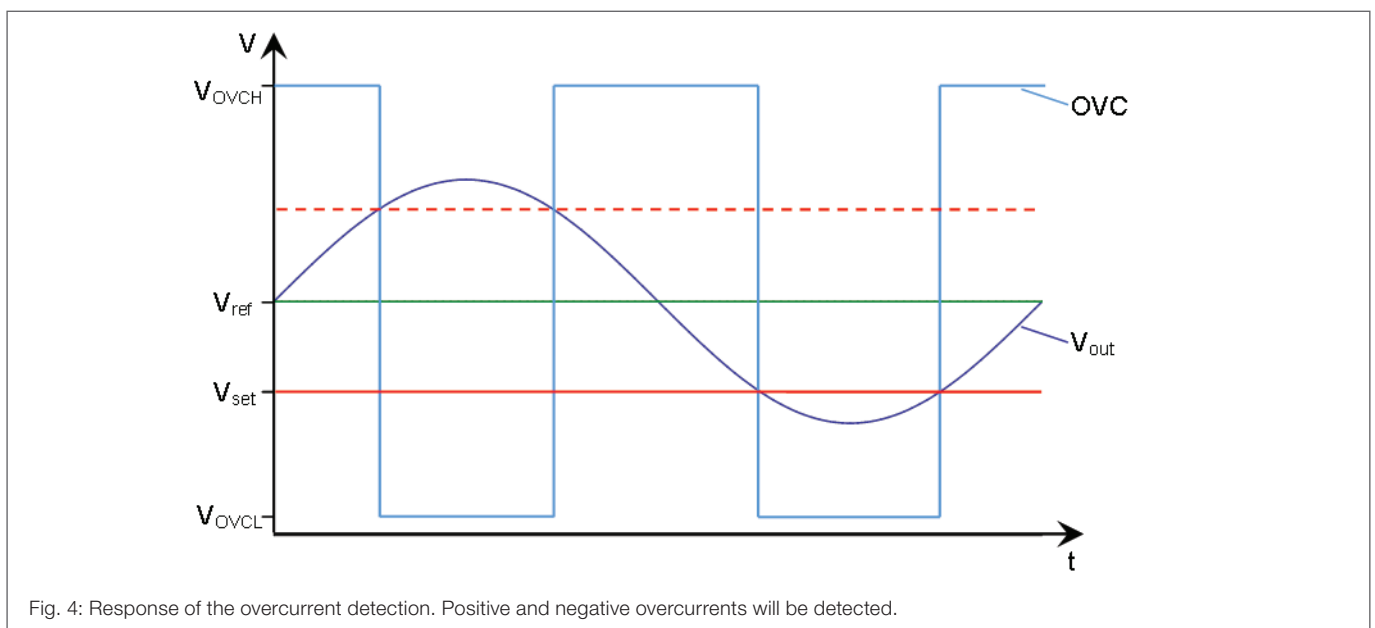 V
V_OVCH
OVC
V_ref
V_out
V_set
V_OVCL
t
Fig. 4: Response of the overcurrent detection. Positive and negative overcurrents will be detected.